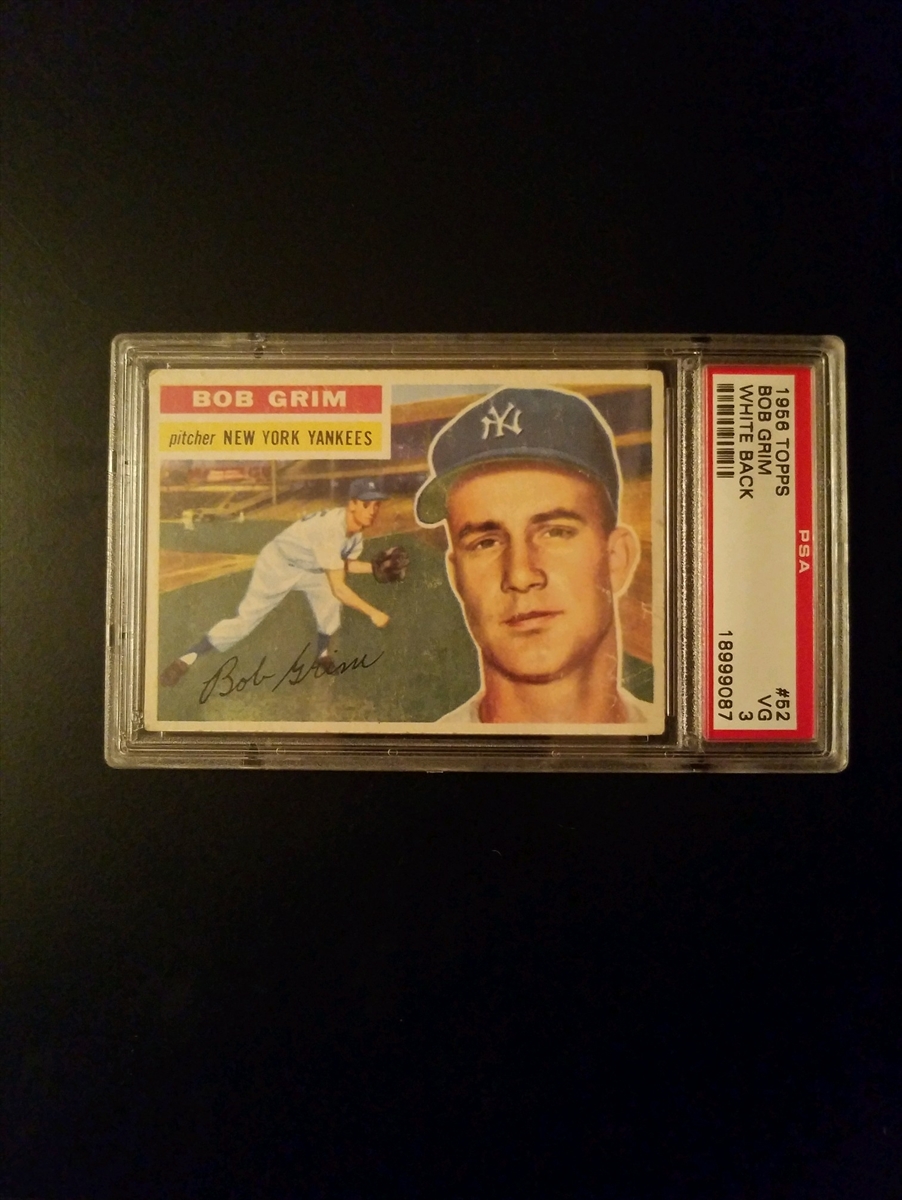 BOB GRIM
pitcher NEW YORK YANKEES
NY
Bob Grim
1956 TOPPS
BOB GRIM
WHITE BACK
#52
VG
3
18999087
PSA